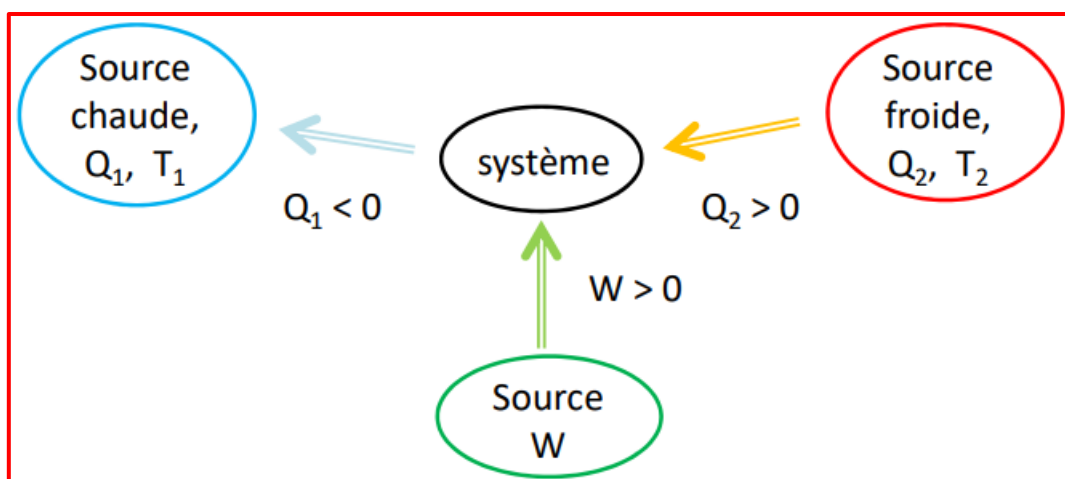 Source
chaude,
Q₁, T₁
Source
froide,
Q₂, T₂
système
Q₁ < 0
Q₂ > 0
W > 0
Source
W